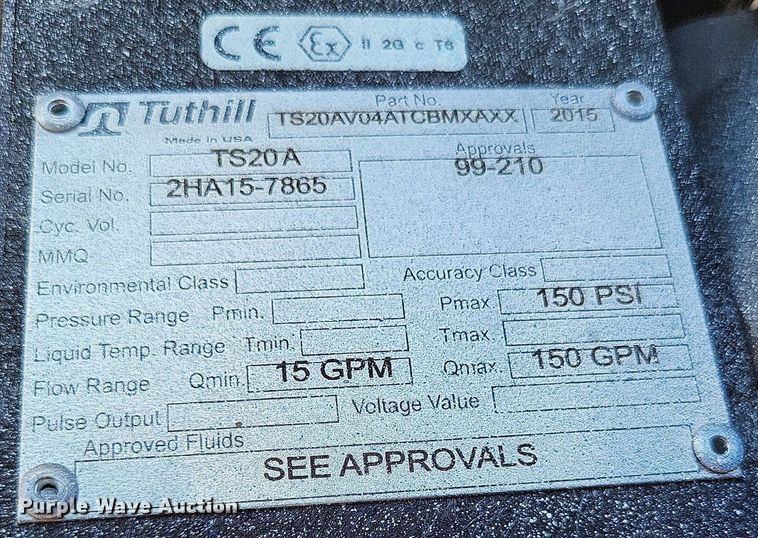 CE Ex II 2G c T6
Tuthill
Made in USA
Part No. TS20AV04ATCBMXAXX
Year 2015
Model No. TS20A
Approvals 99-210
Serial No. 2HA15-7865
Cyc. Vol.
MMQ
Environmental Class
Accuracy Class
Pressure Range Pmin. Pmax. 150 PSI
Liquid Temp. Range Tmin. Tmax.
Flow Range Qmin. 15 GPM Qmax. 150 GPM
Pulse Output Voltage Value
Approved Fluids
SEE APPROVALS
Purple Wave Auction